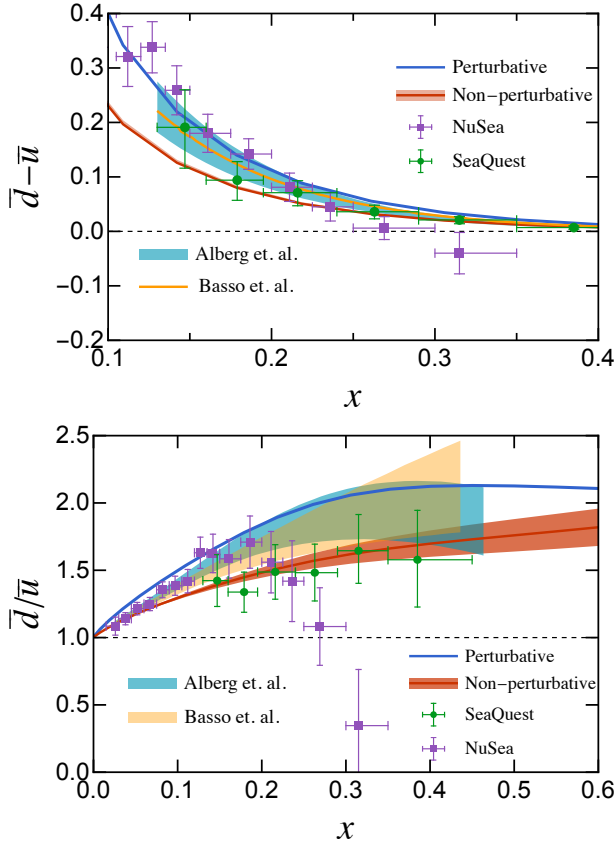 0.4
0.3
0.2
0.1
0.0
−0.1
−0.2
d̅−u̅
Perturbative
Non−perturbative
NuSea
SeaQuest
Alberg et. al.
Basso et. al.
0.1 0.2 0.3 0.4
x
2.5
2.0
1.5
1.0
0.5
0.0
d̅/u̅
Perturbative
Alberg et. al. Non−perturbative
Basso et. al. SeaQuest
NuSea
0.0 0.1 0.2 0.3 0.4 0.5 0.6
x